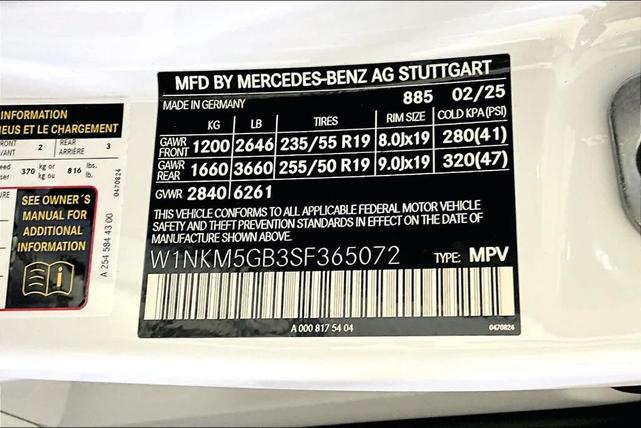 INFORMATION
NEUS ET LE CHARGEMENT
2 REAR ARRIÈRE 3
370 kg or 816 lbs.
0470824
SEE OWNER´S
MANUAL FOR
ADDITIONAL
INFORMATION
A 254 584 43 00
MFD BY MERCEDES-BENZ AG STUTTGART
MADE IN GERMANY 885 02/25
KG LB TIRES RIM SIZE COLD KPA(PSI)
GAWR FRONT 1200 2646 235/55 R19 8.0Jx19 280(41)
GAWR REAR 1660 3660 255/50 R19 9.0Jx19 320(47)
GVWR 2840 6261
THIS VEHICLE CONFORMS TO ALL APPLICABLE FEDERAL MOTOR VEHICLE
SAFETY AND THEFT PREVENTION STANDARDS IN EFFECT ON THE DATE OF
MANUFACTURE SHOWN ABOVE.
W1NKM5GB3SF365072 TYPE: MPV
A 000 817 54 04 0470824